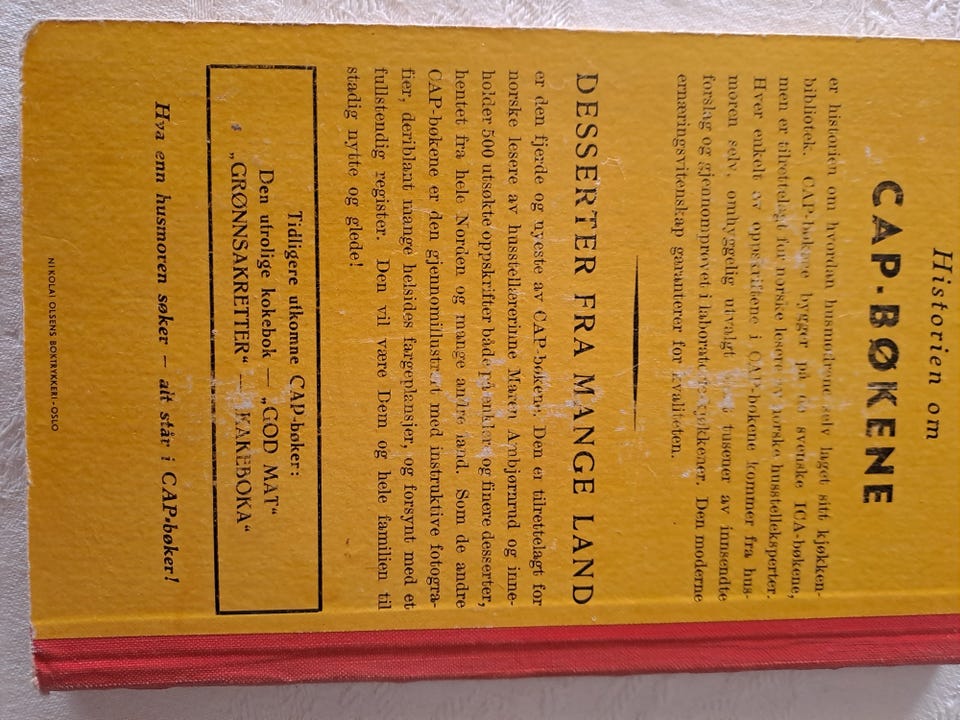 Historien om
CAP-BØKENE
er historien om hvordan husmødrene selv laget sitt kjøkken-
bibliotek. CAP-bøkene bygger på de svenske ICA-bøkene,
men er tilrettelagt for norske lesere av norske husstelleksperter.
Hver enkelt av oppskriftene i CAP-bøkene kommer fra hus-
moren selv, omhyggelig utvalgt blant tusener av innsendte
forslag og gjennomprøvet i laboratoriekjøkkener. Den moderne
ernæringsvitenskap garanterer for kvaliteten.
DESSERTER FRA MANGE LAND
er den fjerde og nyeste av CAP-bøkene. Den er tilrettelagt for
norske lesere av husstellærerinne Maren Ambjørnrud og inne-
holder 500 utsøkte oppskrifter både på enklere og finere desserter,
hentet fra hele Norden og mange andre land. Som de andre
CAP-bøkene er den gjennomillustrert med instruktive fotogra-
fier, deriblant mange helsides fargeplansjer, og forsynt med et
fullstendig register. Den vil være Dem og hele familien til
stadig nytte og glede!
Tidligere utkomne CAP-bøker:
Den utrolige kokebok — „GOD MAT“
„GRØNNSAKRETTER“ — „KAKEBOKA“
Hva enn husmoren søker — alt står i CAP-bøker!
NIKOLAI OLSENS BOKTRYKKERI - OSLO